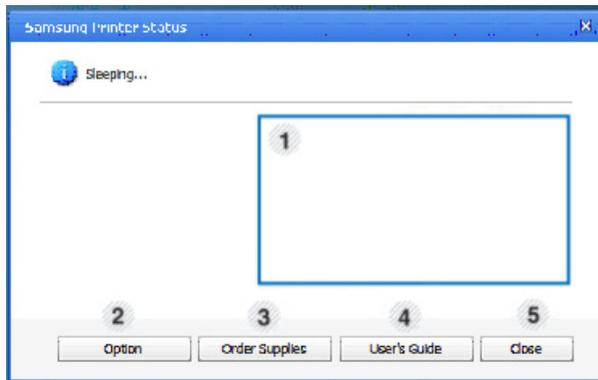 Samsung Printer Status
Sleeping...
1
2 3 4 5
Option Order Supplies User's Guide Close